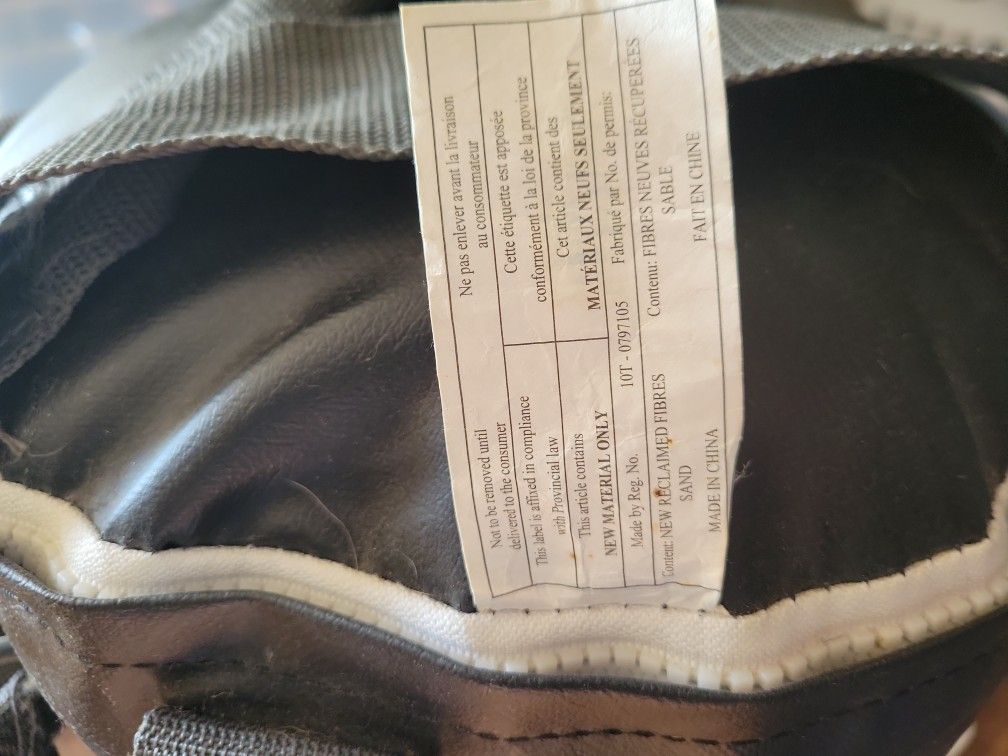 Not to be removed until
delivered to the consumer
This label is affixed in compliance
with Provincial law
This article contains
NEW MATERIAL ONLY
Made by Reg. No.
10T - 0797105
Content: NEW RECLAIMED FIBRES
SAND
MADE IN CHINA
Ne pas enlever avant la livraison
au consommateur
Cette étiquette est apposée
conformément à la loi de la province
Cet article contient des
MATÉRIAUX NEUFS SEULEMENT
Fabriqué par No. de permis:
Contenu: FIBRES NEUVES RÉCUPERÉES
SABLE
FAIT EN CHINE